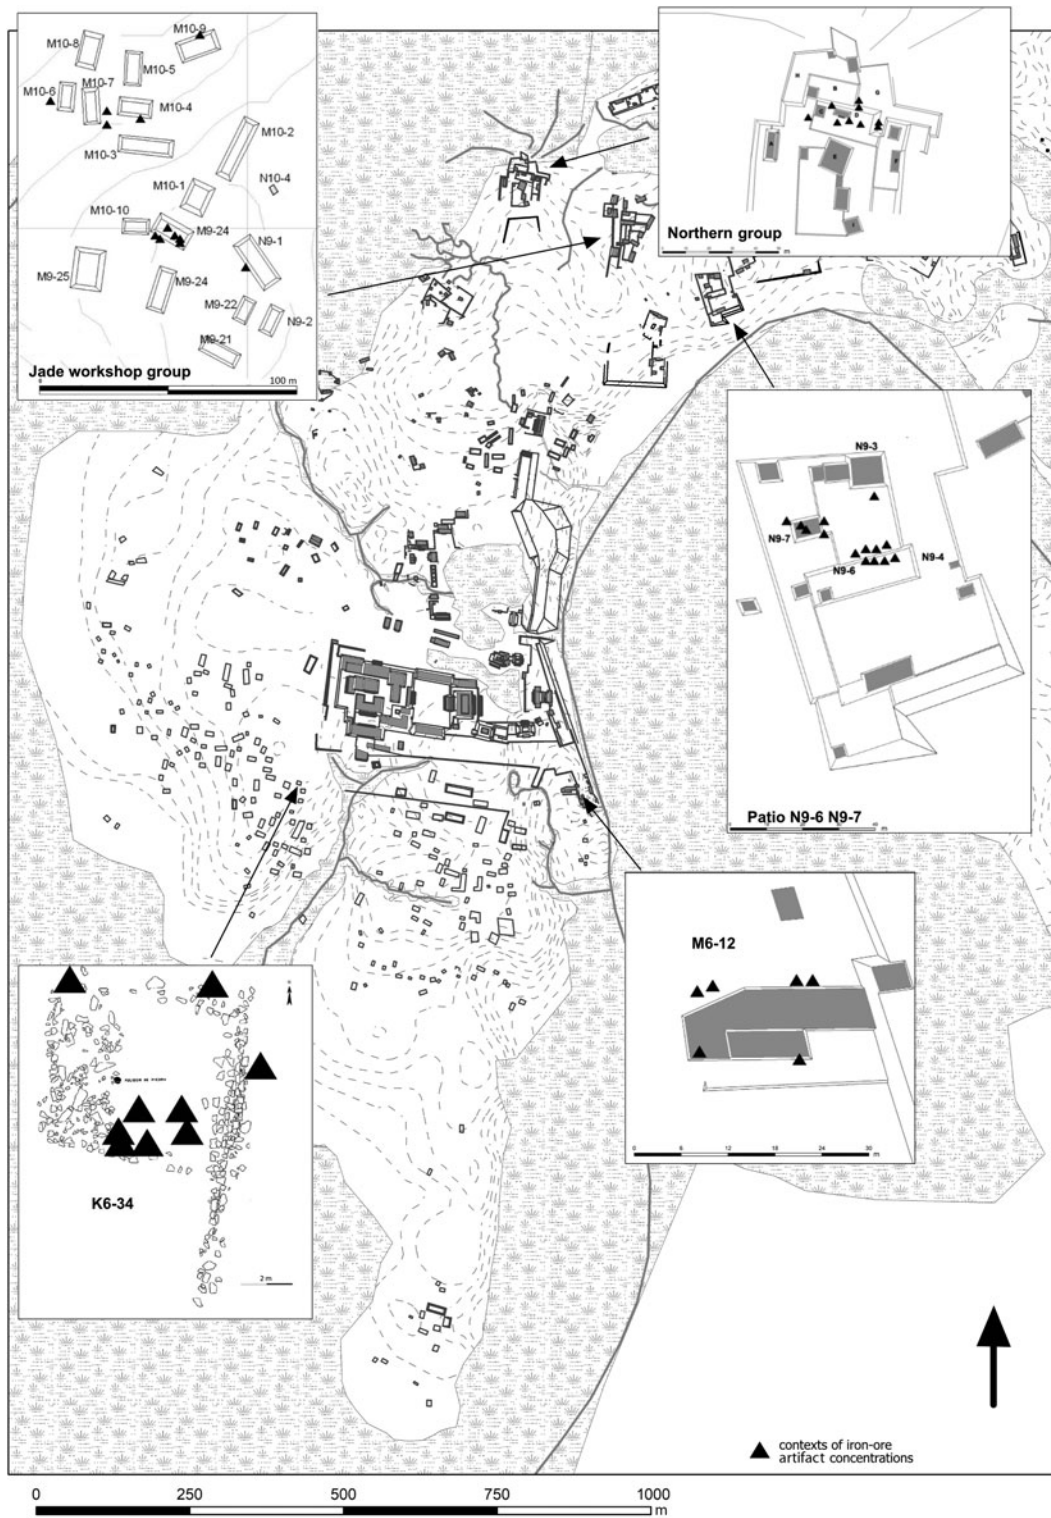 M10-9
M10-8
M10-5
M10-7
M10-6
M10-4
M10-2
M10-3
N10-4
M10-1
M10-10
M9-24
N9-1
M9-25
M9-24
M9-22
N9-2
M9-21
Jade workshop group
100 m
Northern group
m
N9-3
N9-7
N9-4
N9-6
Patio N9-6 N9-7
m
M6-12
0 6 12 18 24 30
m
K6-34
2 m
contexts of iron-ore
artifact concentrations
0 250 500 750 1000
m